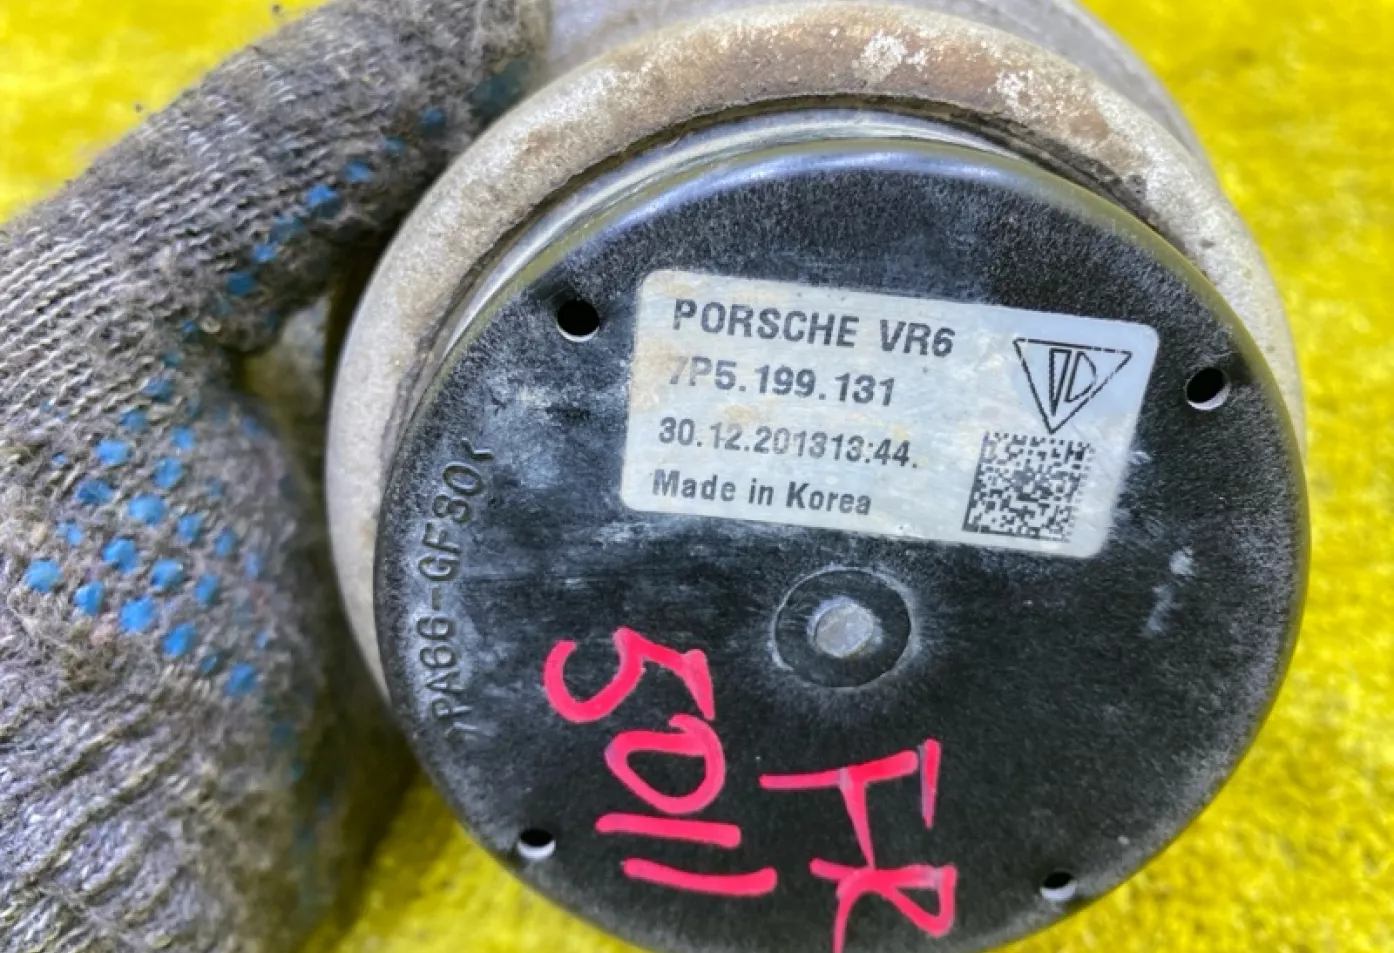 PORSCHE VR6
7P5.199.131
30.12.201313:44.
Made in Korea
>PA66-GF30<
5011
FR